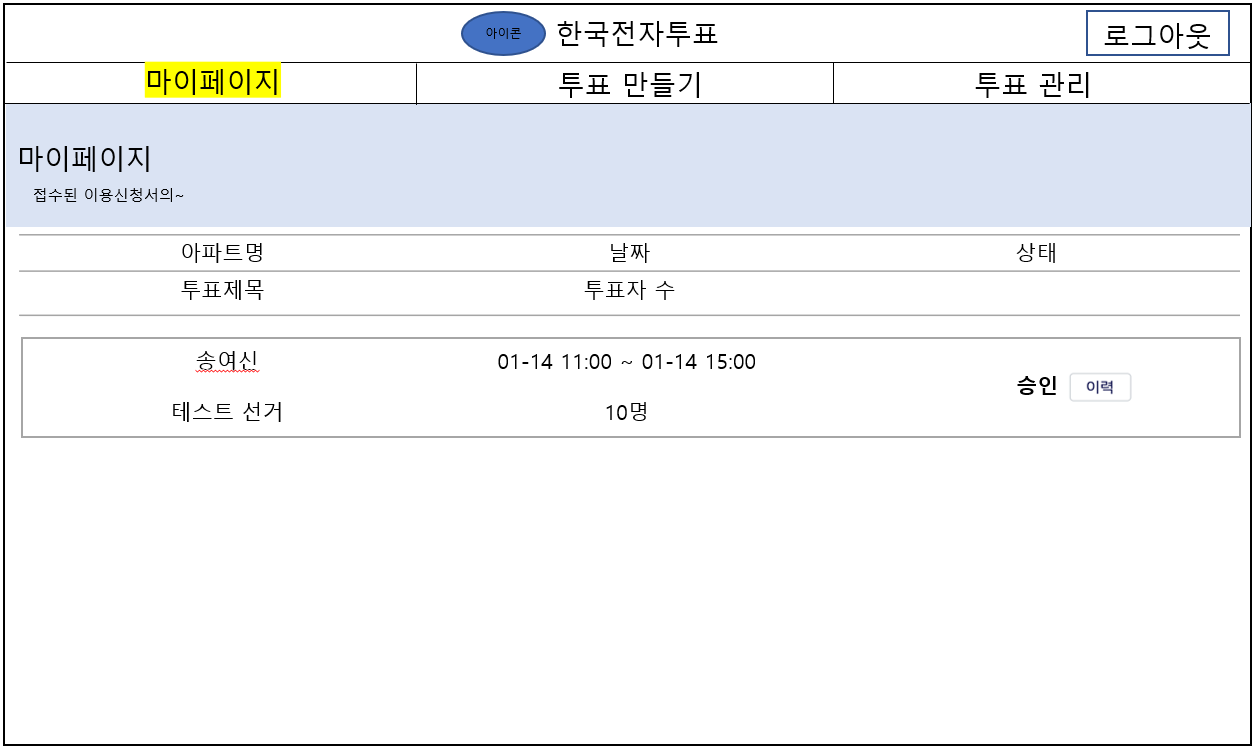 아이콘 한국전자투표 로그아웃
마이페이지 투표 만들기 투표 관리
마이페이지
접수된 이용신청서의~
아파트명 날짜 상태
투표제목 투표자 수
송여신 01-14 11:00 ~ 01-14 15:00
승인 이력
테스트 선거 10명